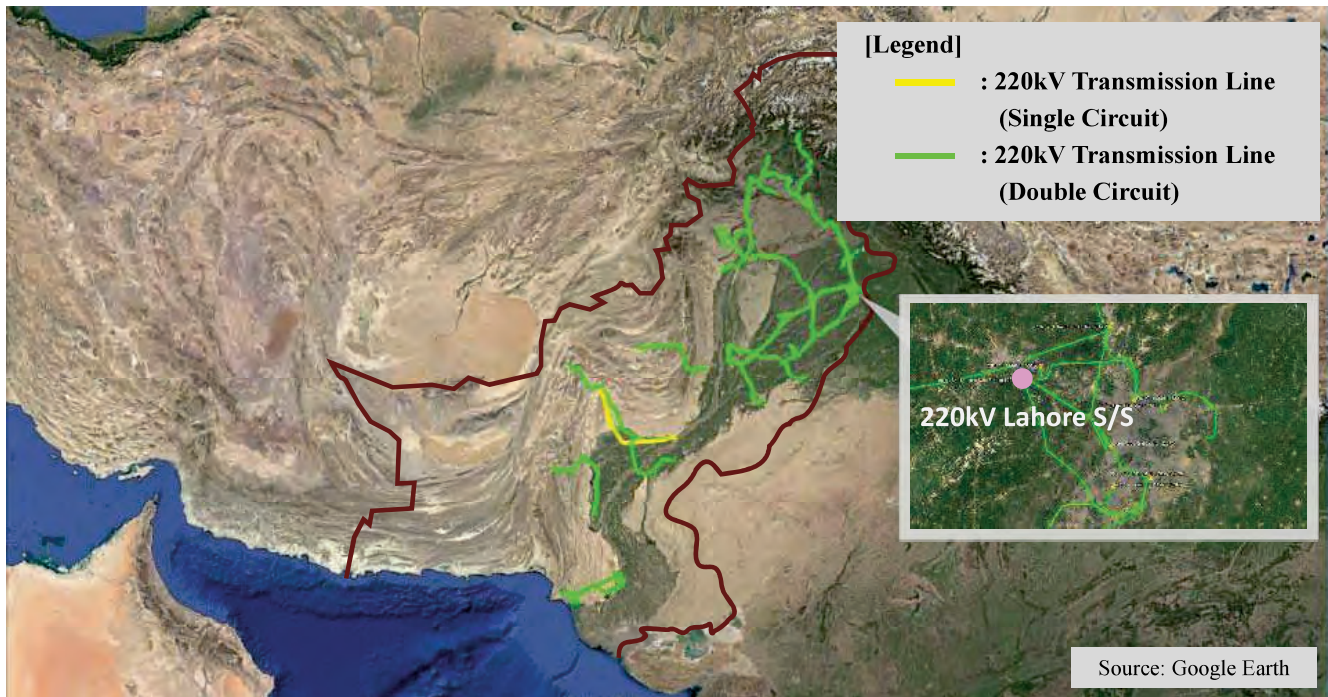 [Legend]
: 220kV Transmission Line
(Single Circuit)
: 220kV Transmission Line
(Double Circuit)
220kV Lahore S/S
Source: Google Earth